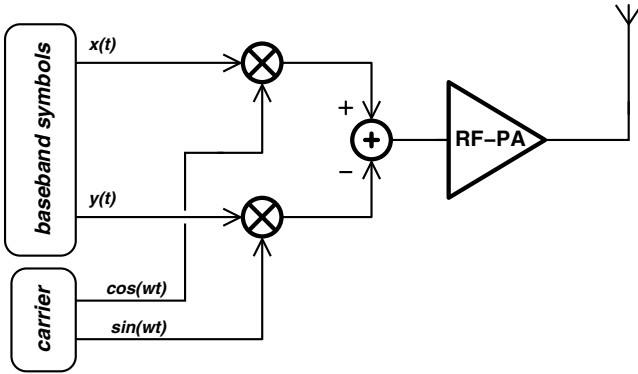 baseband symbols
x(t)
y(t)
+
+
−
RF−PA
carrier
cos(wt)
sin(wt)